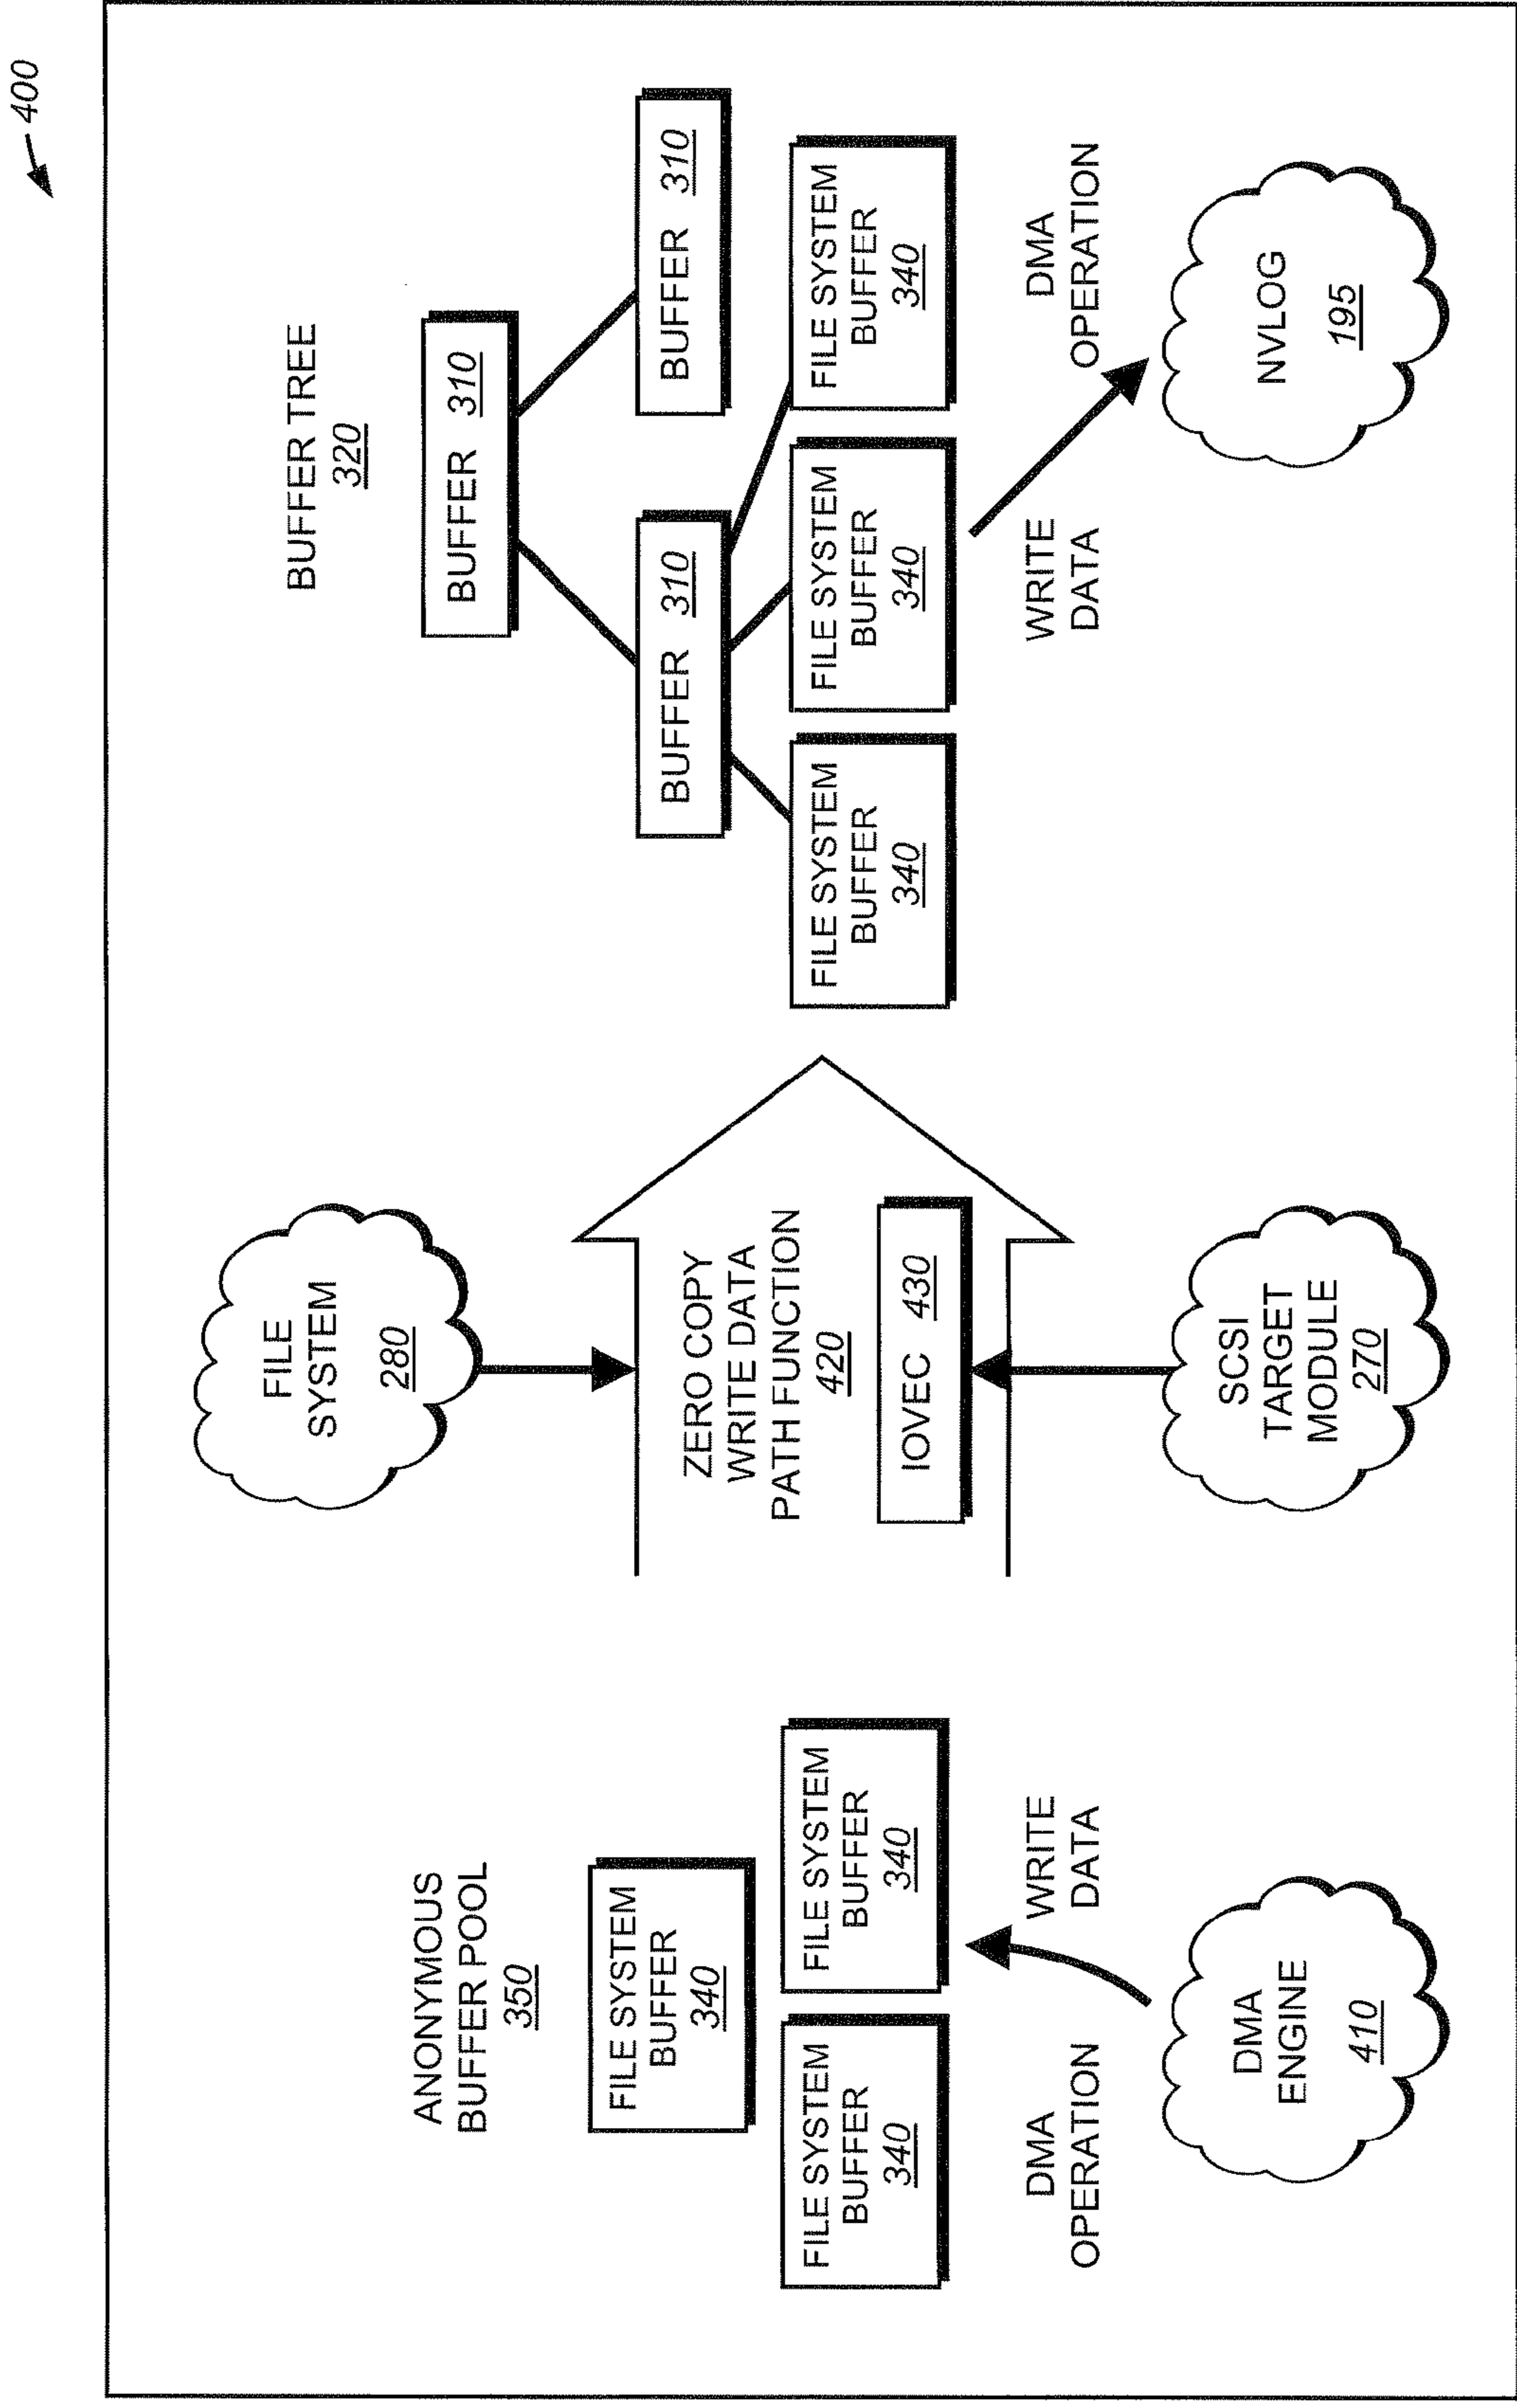 400
ANONYMOUS
BUFFER POOL
350
FILE SYSTEM
BUFFER
340
FILE SYSTEM
BUFFER
340
FILE SYSTEM
BUFFER
340
DMA
OPERATION
WRITE
DATA
DMA
ENGINE
410
FILE
SYSTEM
280
ZERO COPY
WRITE DATA
PATH FUNCTION
420
IOVEC 430
SCSI
TARGET
MODULE
270
BUFFER TREE
320
BUFFER 310
BUFFER 310
BUFFER 310
FILE SYSTEM
BUFFER
340
FILE SYSTEM
BUFFER
340
FILE SYSTEM
BUFFER
340
WRITE
DATA
DMA
OPERATION
NVLOG
195